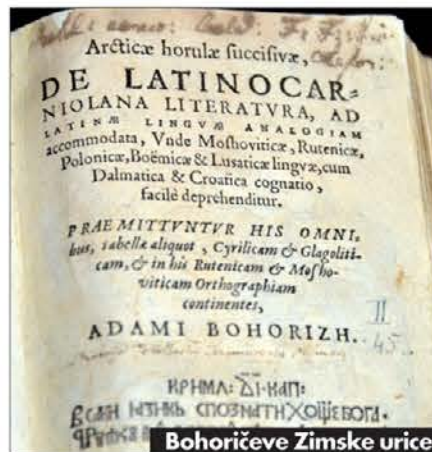 Arcticæ horulæ ſucciſivæ,
DE LATINOCAR⸗
NIOLANA LITERATVRA, AD
LATINÆ LINGVÆ ANALOGIAM
accommodata, Vnde Moſhoviticæ, Rutenicæ,
Polonicæ, Boëmicæ & Luſaticæ lingvæ, cum
Dalmatica & Croatica cognatio,
facilè deprehenditur.
PRAEMITTVNTVR HIS OMNI⸗
bus, tabellæ aliquot, Cyrilicam & Glagoliti⸗
cam, & in his Rutenicam & Moſho⸗
viticam Orthographiam
continentes,
ADAMI BOHORIZH.
II
45
Bohoričeve Zimske urice